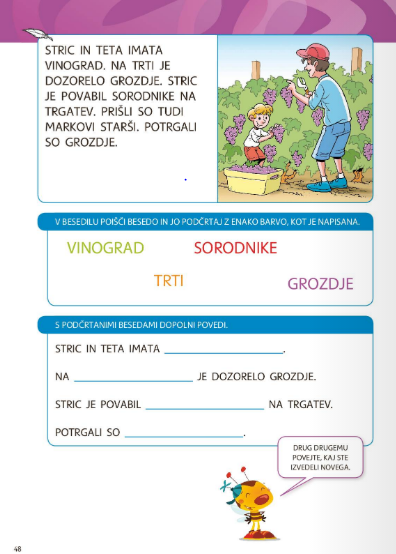 STRIC IN TETA IMATA
VINOGRAD. NA TRTI JE
DOZORELO GROZDJE. STRIC
JE POVABIL SORODNIKE NA
TRGATEV. PRIŠLI SO TUDI
MARKOVI STARŠI. POTRGALI
SO GROZDJE.
.
V BESEDILU POIŠČI BESEDO IN JO PODČRTAJ Z ENAKO BARVO, KOT JE NAPISANA.
VINOGRAD SORODNIKE
TRTI GROZDJE
S PODČRTANIMI BESEDAMI DOPOLNI POVEDI.
STRIC IN TETA IMATA ____________________.
NA ____________________ JE DOZORELO GROZDJE.
STRIC JE POVABIL ____________________ NA TRGATEV.
POTRGALI SO ____________________.
DRUG DRUGEMU
POVEJTE, KAJ STE
IZVEDELI NOVEGA.
48